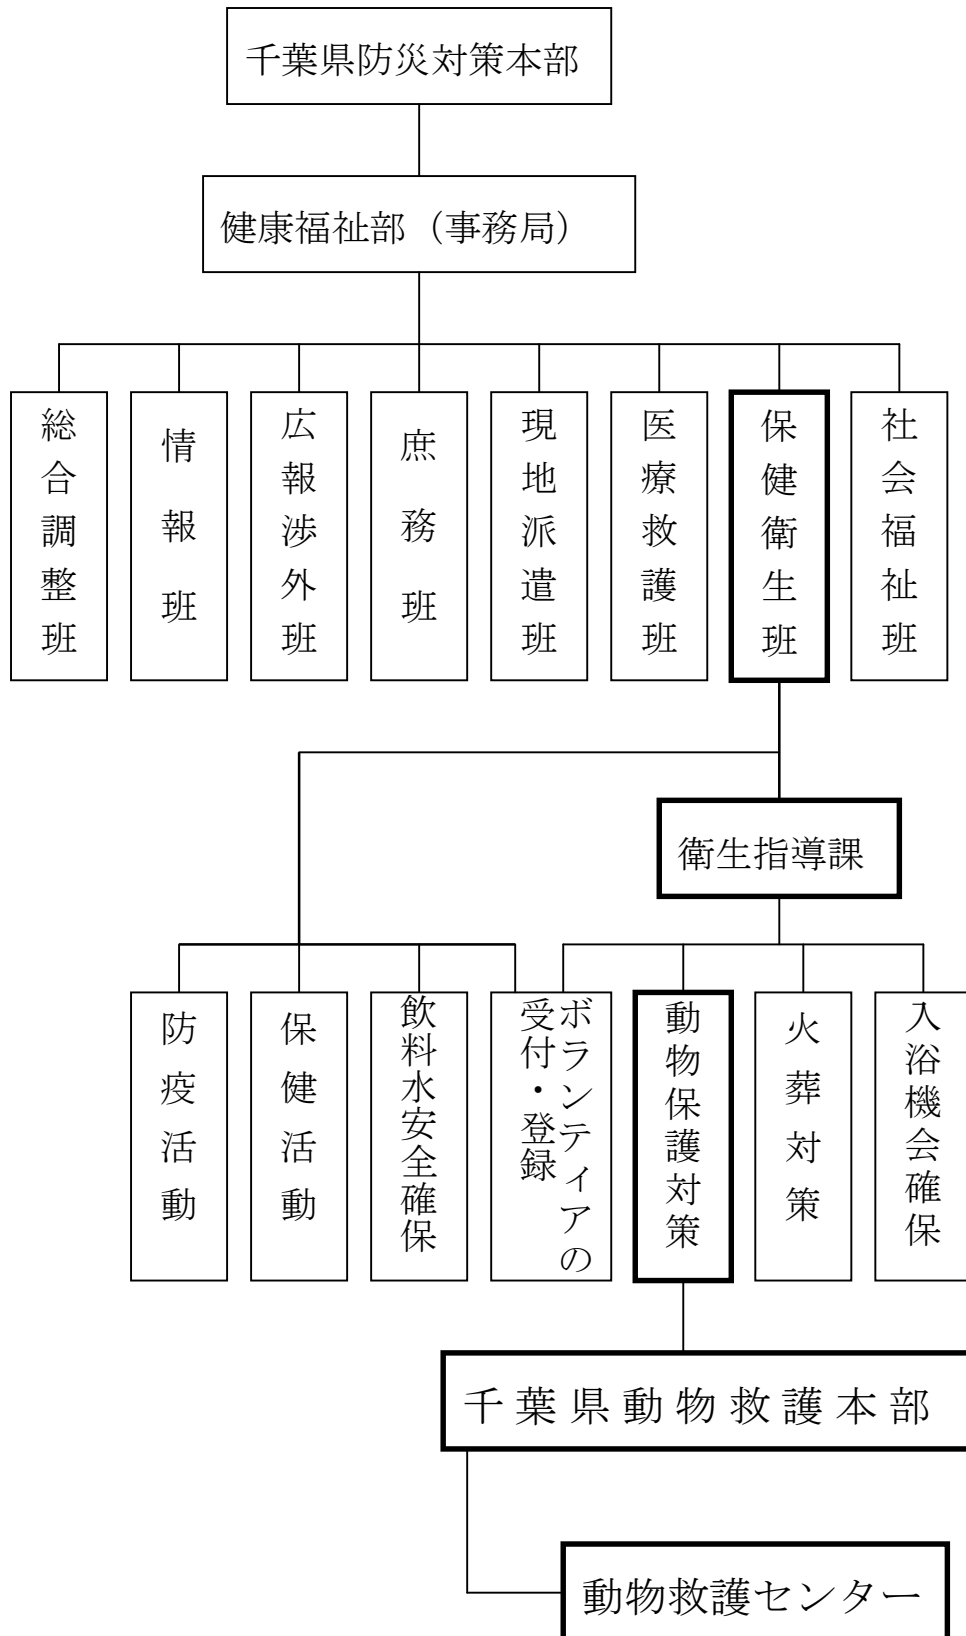 千葉県防災対策本部
健康福祉部（事務局）
総合調整班
情報班
広報渉外班
庶務班
現地派遣班
医療救護班
保健衛生班
社会福祉班
衛生指導課
防疫活動
保健活動
飲料水安全確保
ボランティアの
受付・登録
動物保護対策
火葬対策
入浴機会確保
千葉県動物救護本部
動物救護センター